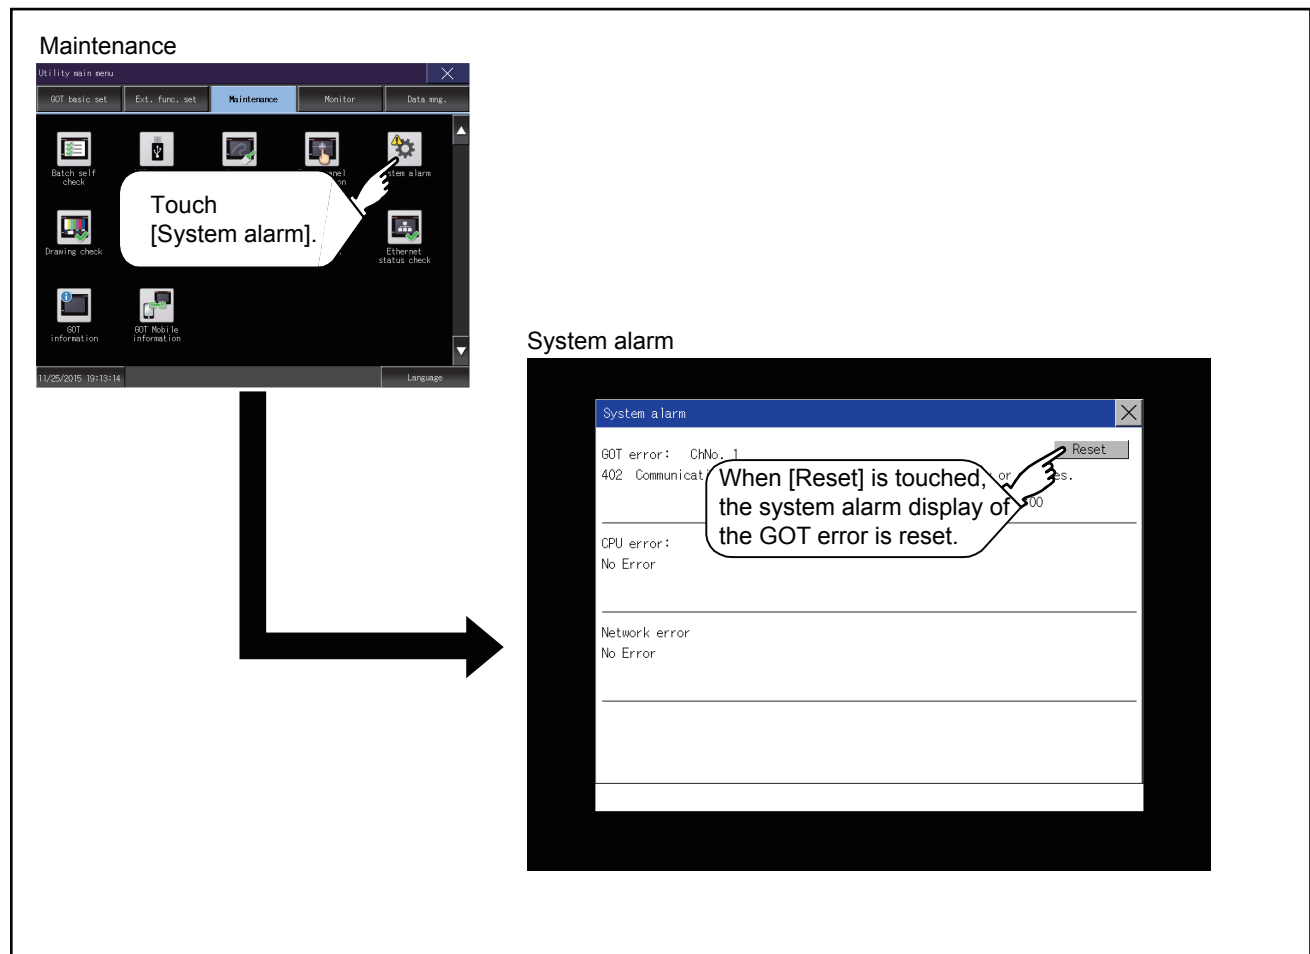 Maintenance
Utility main menu
GOT basic set
Ext. func. set
Maintenance
Monitor
Data mng.
Batch self
check
Drawing check
Touch
[System alarm].
Ethernet
status check
GOT
information
GOT Mobile
information
11/25/2015 19:13:14
Language
System alarm
System alarm
Reset
GOT error: ChNo. 1
402
When [Reset] is touched,
the system alarm display of
the GOT error is reset.
or
00
CPU error:
No Error
Network error
No Error